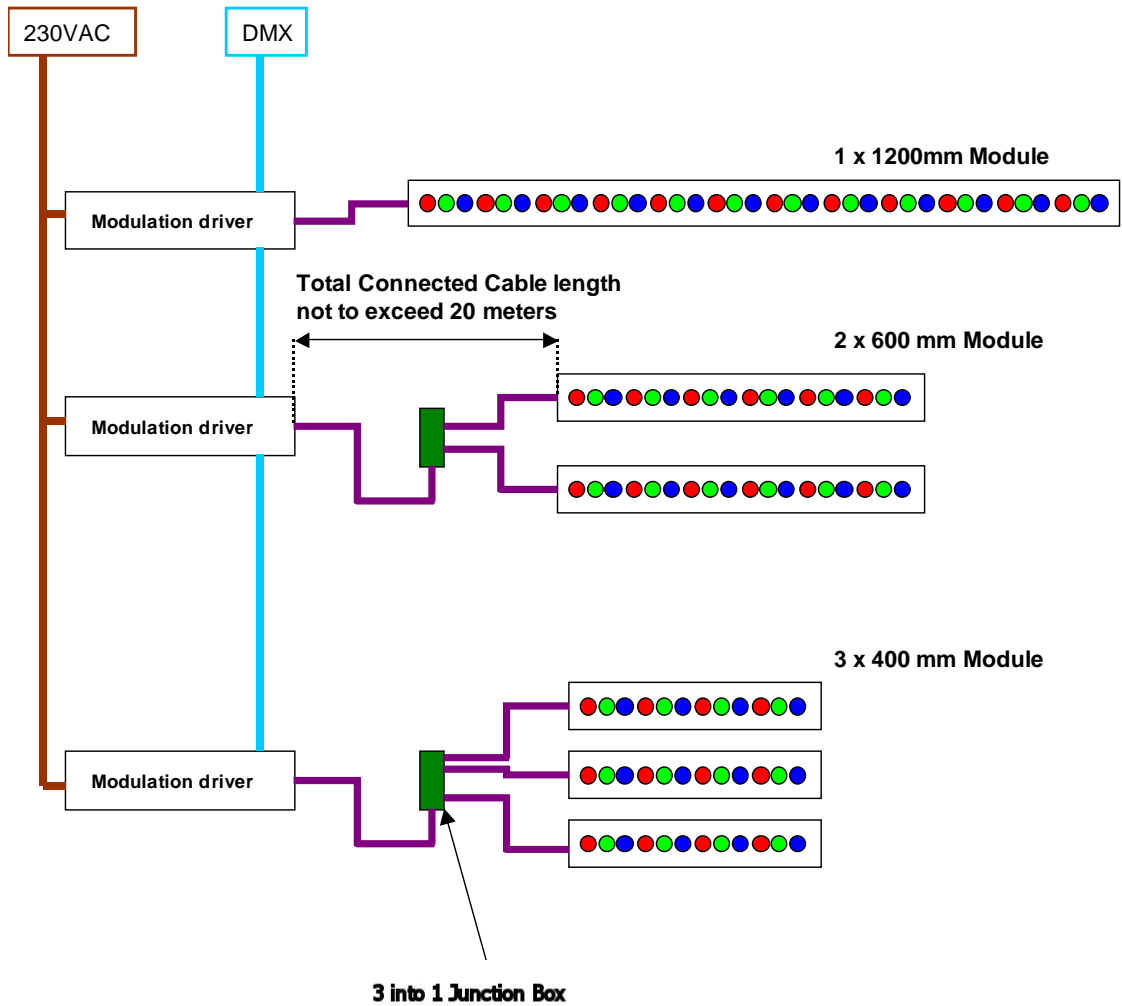 230VAC
DMX
1 x 1200mm Module
Modulation driver
Total Connected Cable length
not to exceed 20 meters
2 x 600 mm Module
Modulation driver
3 x 400 mm Module
Modulation driver
3 into 1 Junction Box